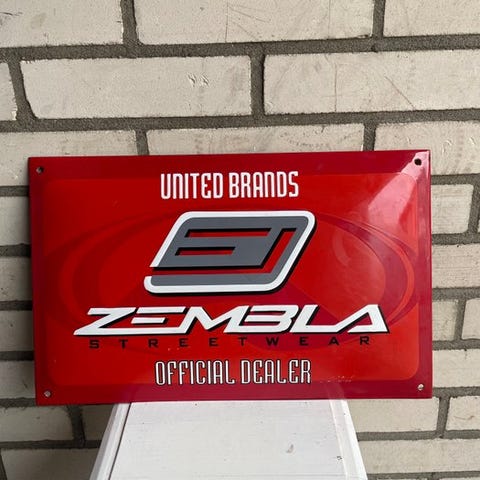 UNITED BRANDS
ZEMBLA
STREETWEAR
OFFICIAL DEALER